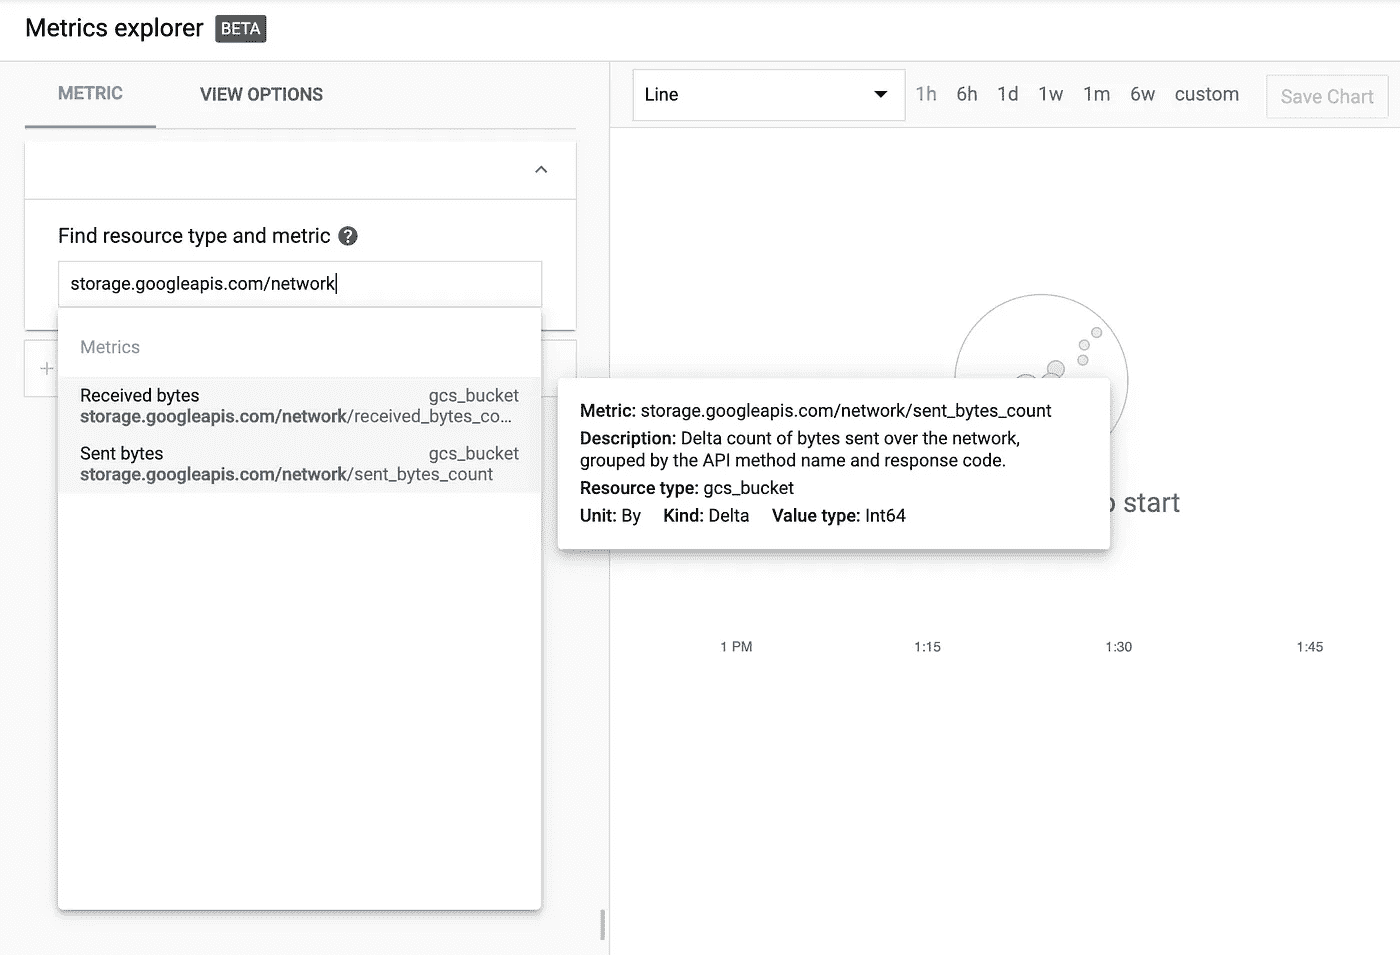 Metrics explorer BETA
METRIC VIEW OPTIONS
Line 1h 6h 1d 1w 1m 6w custom Save Chart
Find resource type and metric ?
storage.googleapis.com/network
Metrics
Received bytes gcs_bucket
storage.googleapis.com/network/received_bytes_co...
Sent bytes gcs_bucket
storage.googleapis.com/network/sent_bytes_count
Metric: storage.googleapis.com/network/sent_bytes_count
Description: Delta count of bytes sent over the network,
grouped by the API method name and response code.
Resource type: gcs_bucket
Unit: By Kind: Delta Value type: Int64
start
1 PM 1:15 1:30 1:45